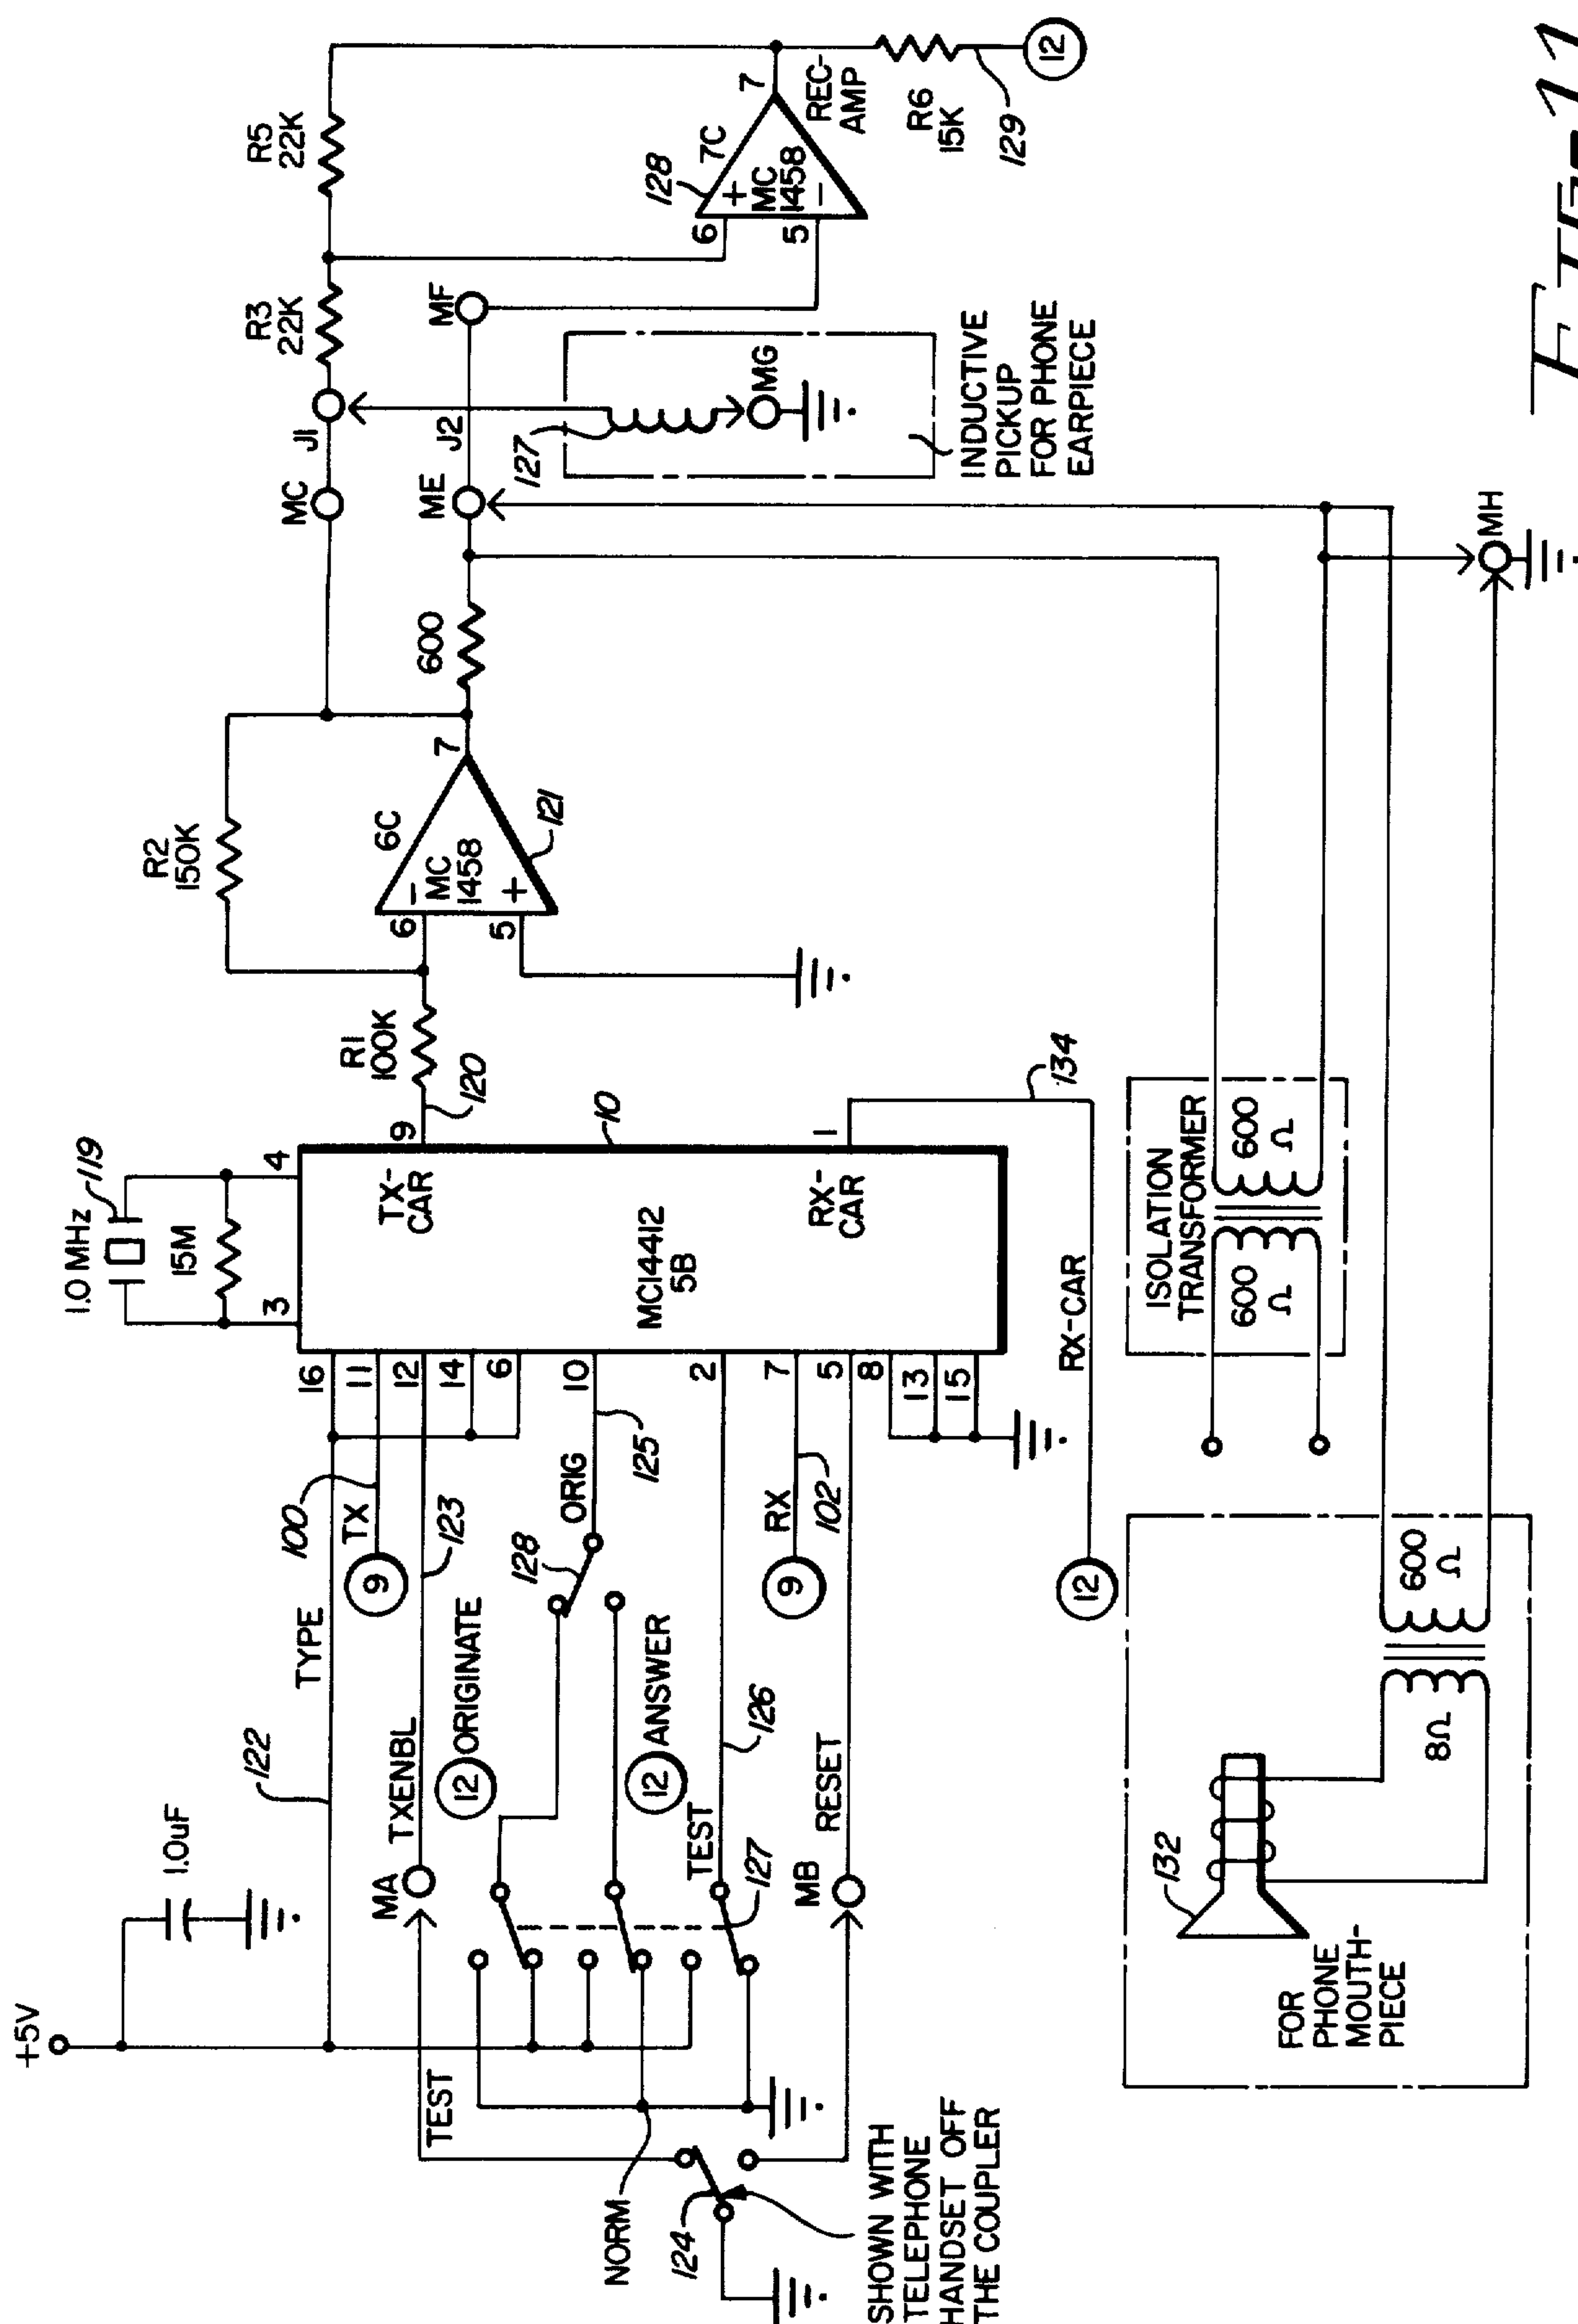 +5V
1.0uF
122
TYPE
100
TX
9
MA
TXENBL
123
TEST
12
ORIGINATE
128
ORIG
125
12
ANSWER
TEST
126
127
NORM
124
MB
RESET
RX
9
102
SHOWN WITH
TELEPHONE
HANDSET OFF
THE COUPLER
16
11
12
14
6
10
2
7
5
8
13
15
1.0 MHz
119
15M
3
4
TX-
CAR
9
MC14412
5B
10
RX-
CAR
1
134
RX-CAR
12
120
R1
100K
R2
150K
6
5
-
+
MC
1458
6C
7
121
600
MC
J1
R3
22K
R5
22K
ME
J2
MF
127
MG
INDUCTIVE
PICKUP
FOR PHONE
EARPIECE
6
5
+
-
MC
1458
128
7C
7
REC-
AMP
R6
15K
129
12
MH
ISOLATION
TRANSFORMER
600
Ω
600
Ω
132
FOR
PHONE
MOUTH-
PIECE
8Ω
600
Ω
FIG-11